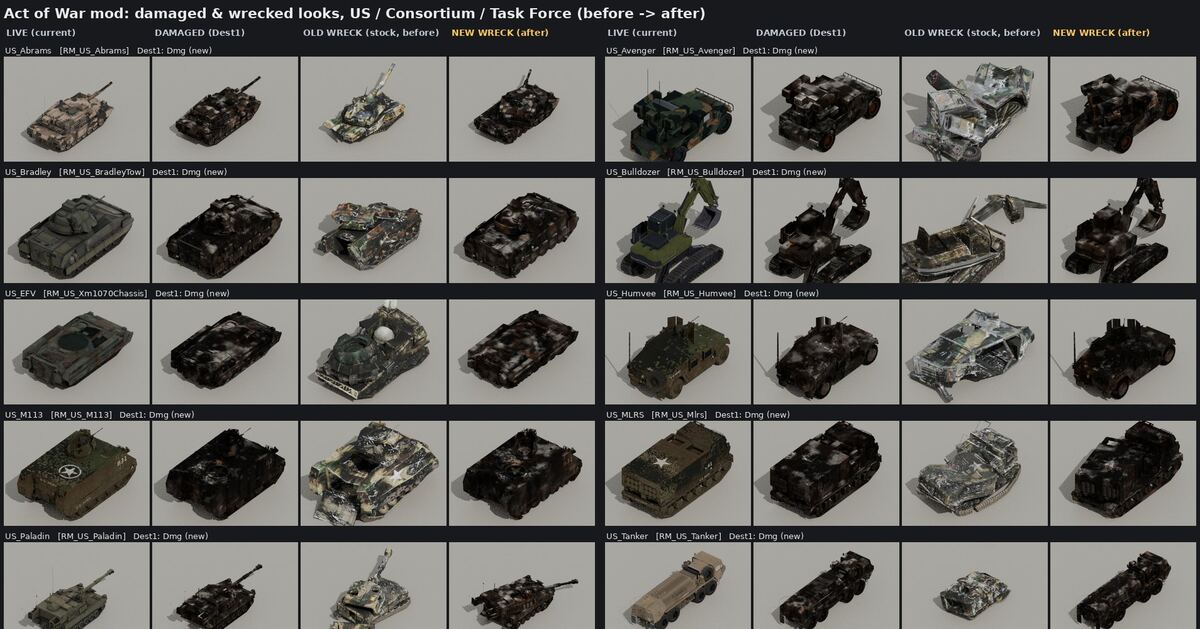 Act of War mod: damaged & wrecked looks, US / Consortium / Task Force (before -> after)
LIVE (current) DAMAGED (Dest1) OLD WRECK (stock, before) NEW WRECK (after) LIVE (current) DAMAGED (Dest1) OLD WRECK (stock, before) NEW WRECK (after)
US_Abrams [RM_US_Abrams] Dest1: Dmg (new) US_Avenger [RM_US_Avenger] Dest1: Dmg (new)
US_Bradley [RM_US_BradleyTow] Dest1: Dmg (new) US_Bulldozer [RM_US_Bulldozer] Dest1: Dmg (new)
US_EFV [RM_US_Xm1070Chassis] Dest1: Dmg (new) US_Humvee [RM_US_Humvee] Dest1: Dmg (new)
US_M113 [RM_US_M113] Dest1: Dmg (new) US_MLRS [RM_US_Mlrs] Dest1: Dmg (new)
US_Paladin [RM_US_Paladin] Dest1: Dmg (new) US_Tanker [RM_US_Tanker] Dest1: Dmg (new)